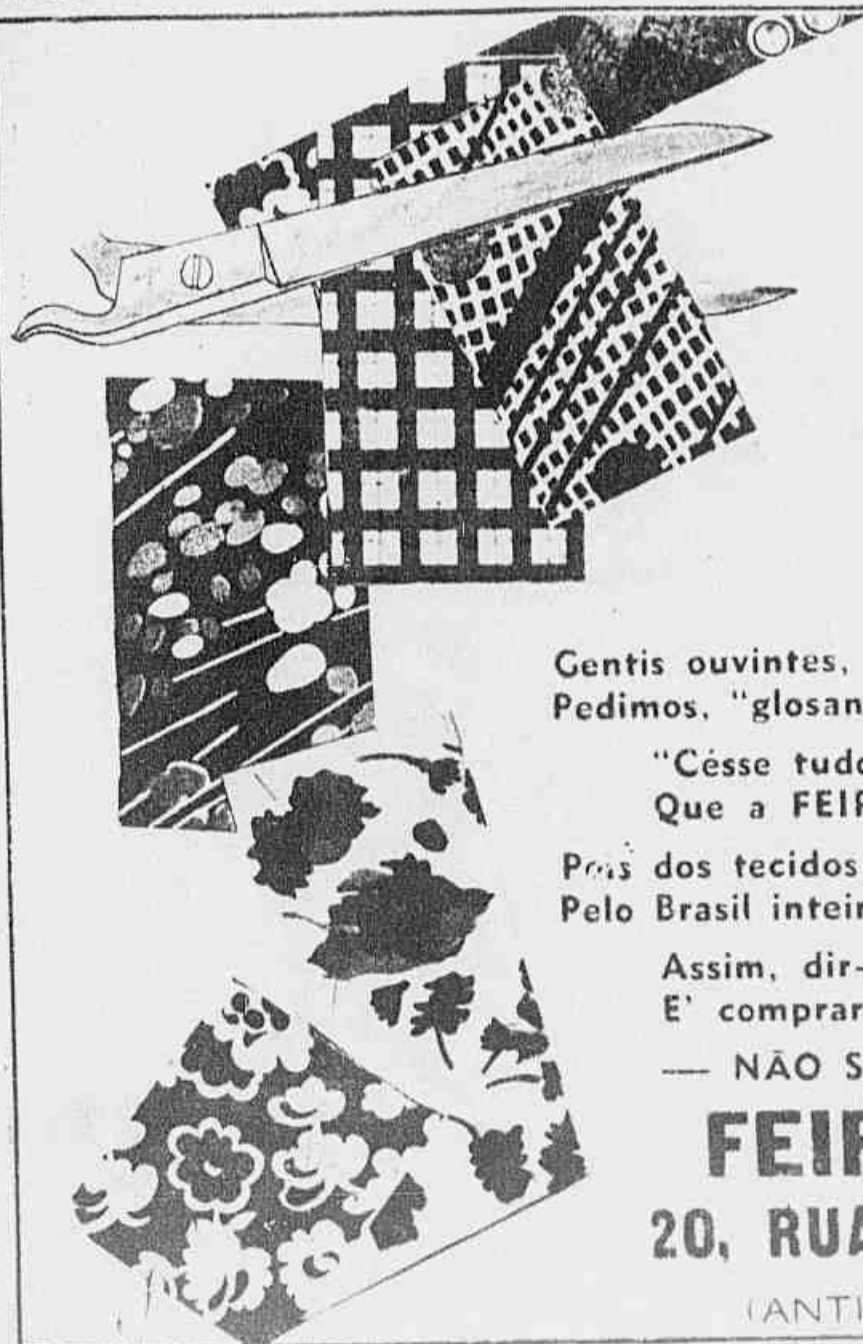 Gentis ouvintes,
Pedimos, "glosan
"Césse tudo
Que a FEIR
Pois dos tecidos
Pelo Brasil inteir
Assim, dir-
E' comprar
— NÃO S
FEIR
20, RUA
(ANTI